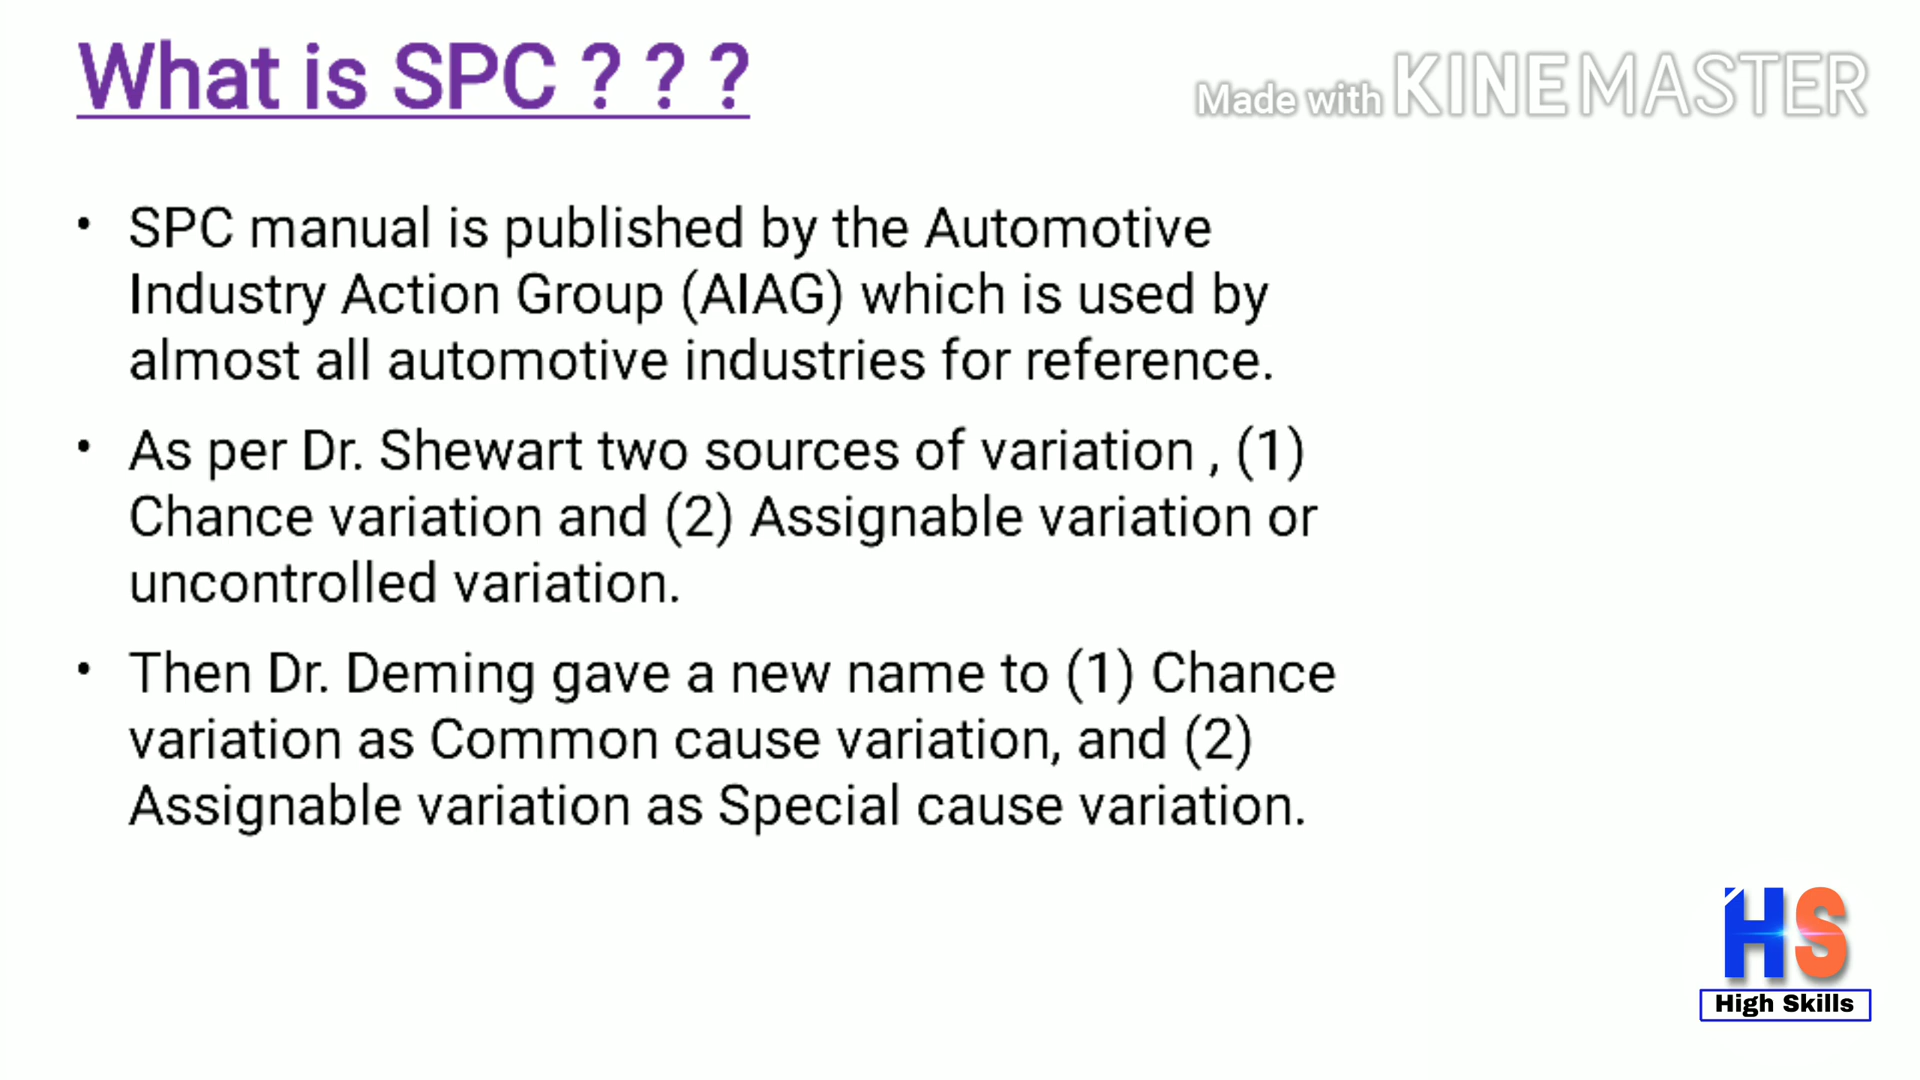 What is SPC ? ? ?
Made with KINEMASTER
• SPC manual is published by the Automotive
Industry Action Group (AIAG) which is used by
almost all automotive industries for reference.
• As per Dr. Shewart two sources of variation , (1)
Chance variation and (2) Assignable variation or
uncontrolled variation.
• Then Dr. Deming gave a new name to (1) Chance
variation as Common cause variation, and (2)
Assignable variation as Special cause variation.
HS
High Skills